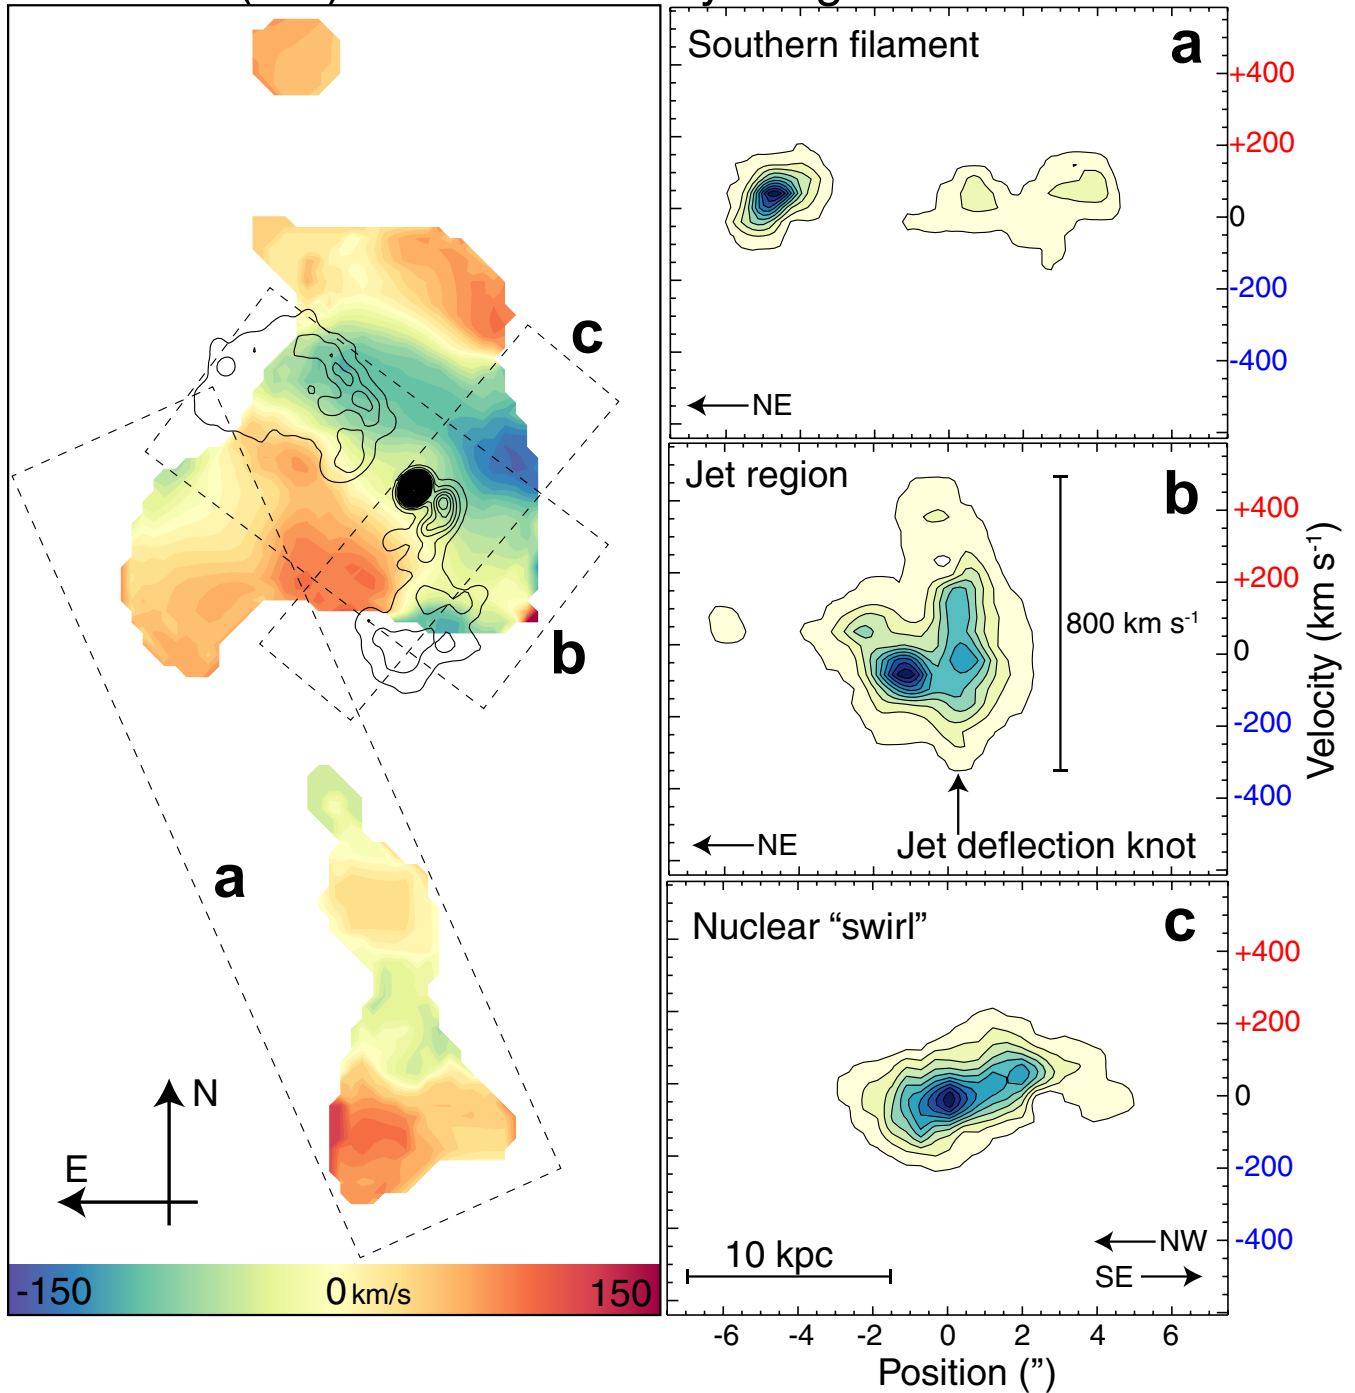 c
b
a
N
E
-150
0 km/s
150
Southern filament
a
+400
+200
0
-200
-400
NE
Jet region
b
+400
+200
0
-200
-400
800 km s-1
Jet deflection knot
NE
Velocity (km s-1)
Nuclear “swirl”
c
+400
+200
0
-200
-400
10 kpc
NW
SE
-6 -4 -2 0 2 4 6
Position (”)